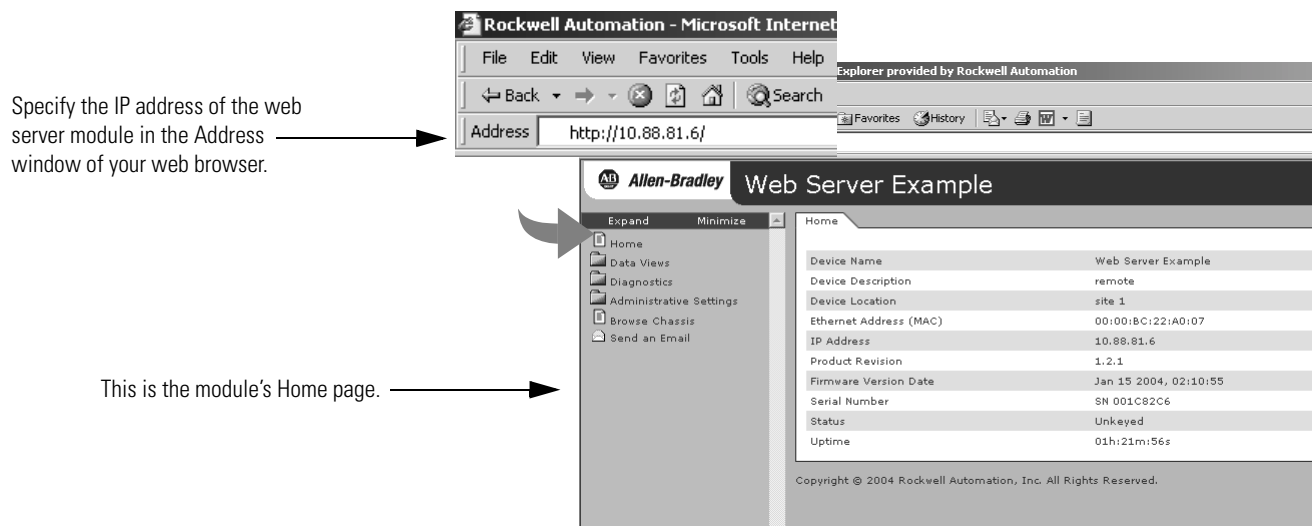 Rockwell Automation - Microsoft Internet
File Edit View Favorites Tools Help
Explorer provided by Rockwell Automation
Back Search
Favorites History
Specify the IP address of the web
server module in the Address
window of your web browser.
Address http://10.88.81.6/
AB Allen-Bradley Web Server Example
Expand Minimize
Home
Data Views
Diagnostics
Administrative Settings
Browse Chassis
Send an Email
This is the module's Home page.
Home
Device Name Web Server Example
Device Description remote
Device Location site 1
Ethernet Address (MAC) 00:00:BC:22:A0:07
IP Address 10.88.81.6
Product Revision 1.2.1
Firmware Version Date Jan 15 2004, 02:10:55
Serial Number SN 001C82C6
Status Unkeyed
Uptime 01h:21m:56s
Copyright © 2004 Rockwell Automation, Inc. All Rights Reserved.